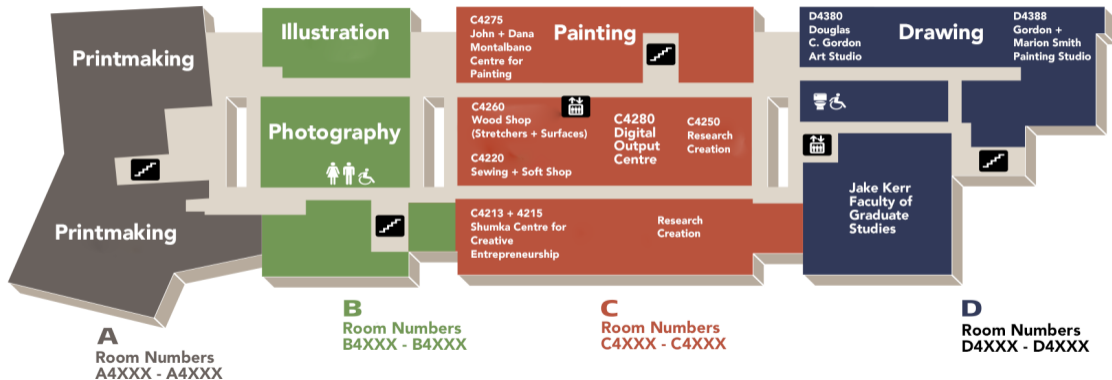 Printmaking
Printmaking
Illustration
Photography
C4275
John + Dana
Montalbano
Centre for
Painting
Painting
C4260
Wood Shop
(Stretchers + Surfaces)
C4220
Sewing + Soft Shop
C4280
Digital
Output
Centre
C4250
Research
Creation
C4213 + 4215
Shumka Centre for
Creative
Entrepreneurship
Research
Creation
D4380
Douglas
C. Gordon
Art Studio
Drawing
D4388
Gordon +
Marion Smith
Painting Studio
Jake Kerr
Faculty of
Graduate
Studies
A
Room Numbers
A4XXX - A4XXX
B
Room Numbers
B4XXX - B4XXX
C
Room Numbers
C4XXX - C4XXX
D
Room Numbers
D4XXX - D4XXX